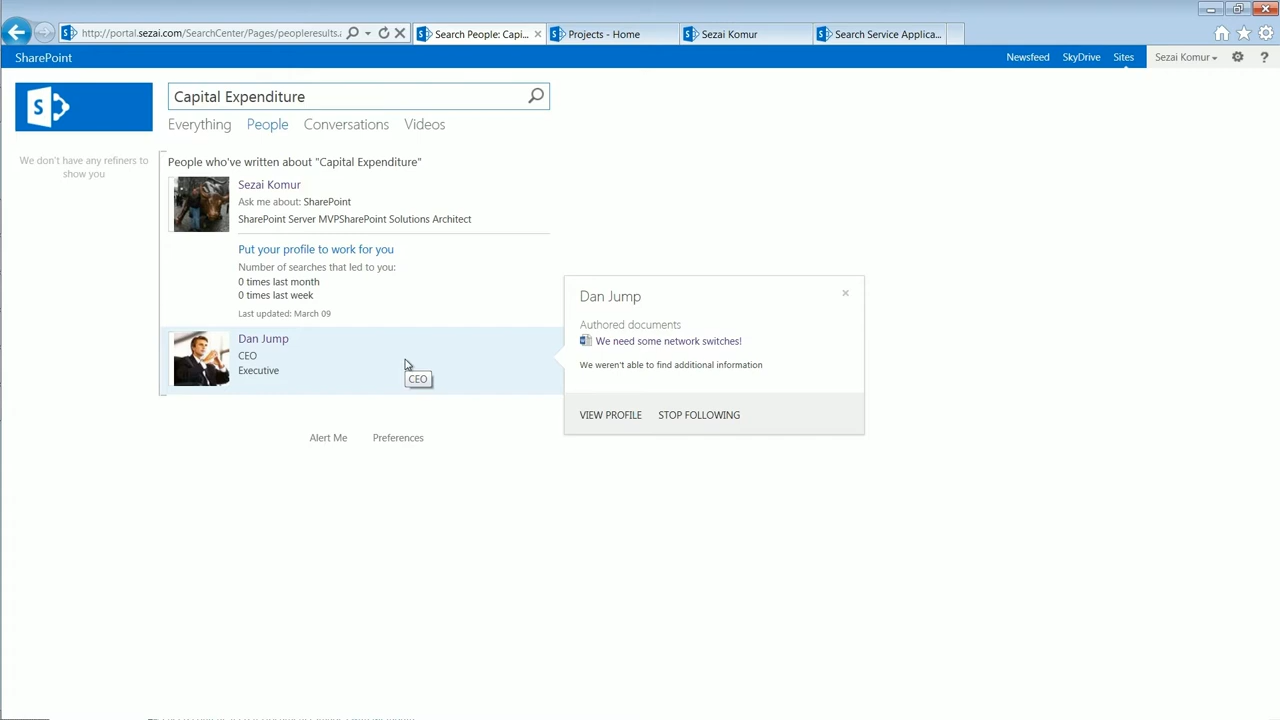 http://portal.sezai.com/SearchCenter/Pages/peopleresults.a
Search People: Capi...
Projects - Home
Sezai Komur
Search Service Applica...
SharePoint
Newsfeed
SkyDrive
Sites
Sezai Komur
?
S
Capital Expenditure
Everything
People
Conversations
Videos
We don't have any refiners to
show you
People who've written about "Capital Expenditure"
Sezai Komur
Ask me about: SharePoint
SharePoint Server MVPSharePoint Solutions Architect
Put your profile to work for you
Number of searches that led to you:
0 times last month
0 times last week
Last updated: March 09
Dan Jump
CEO
Executive
CEO
Dan Jump
Authored documents
We need some network switches!
We weren't able to find additional information
VIEW PROFILE
STOP FOLLOWING
Alert Me
Preferences